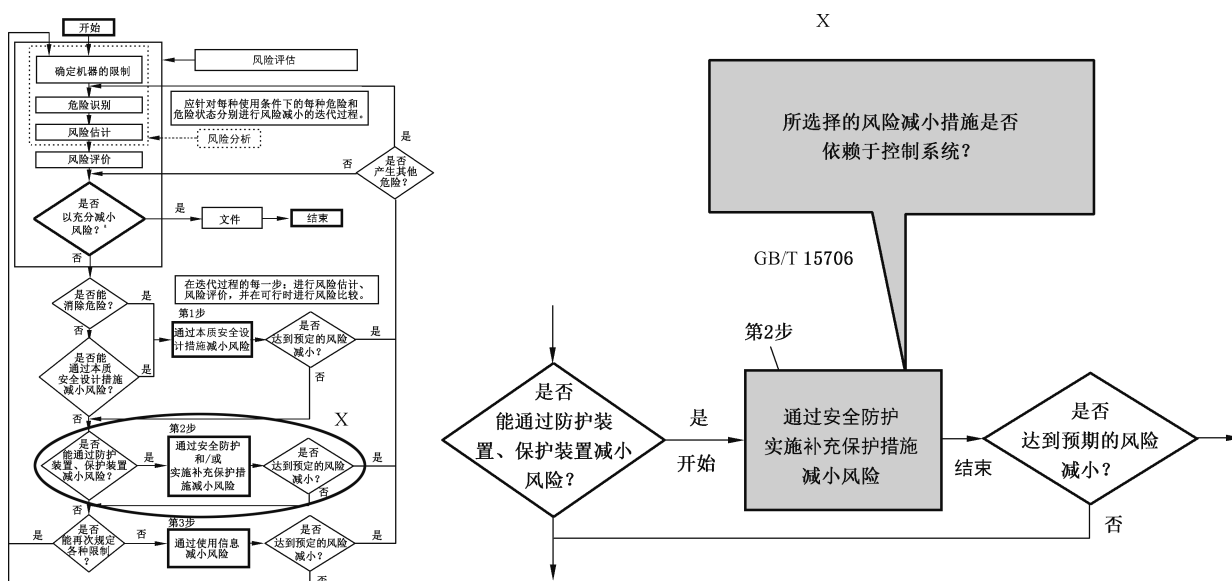 开始
风险评估
确定机器的限制
危险识别
应针对每种使用条件下的每种危险和
危险状态分别进行风险减小的迭代过程。
风险估计
风险分析
风险评价
是
否
是否
产生其他
危险?
是否
以充分减小
风险?
是
文件
结束
否
在迭代过程的每一步:进行风险估计、
风险评价,并在可行时进行风险比较。
是否能
消除危险?
是
第1步
通过本质安全设
计措施减小风险
是否
达到预定的风险
减小?
是
否
是否能
通过本质
安全设计措施
减小风险?
是
否
否
X
第2步
是否
能通过防护
装置、保护装置
减小风险?
是
通过安全防护
和/或
实施补充保护措
施减小风险
是否
达到预定的风险
减小?
是
否
否
第3步
是
是否
能再次规定
各种限制
?
否
通过使用信息
减小风险
是否
达到预定的风险
减小?
是
否
X
所选择的风险减小措施是否
依赖于控制系统?
GB/T 15706
第2步
是否
能通过防护装
置、保护装置减小
风险?
是
开始
通过安全防护
实施补充保护措施
减小风险
结束
是否
达到预期的风险
减小?
否